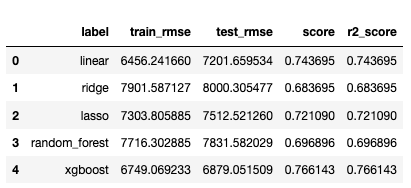 label train_rmse test_rmse score r2_score
0 linear 6456.241660 7201.659534 0.743695 0.743695
1 ridge 7901.587127 8000.305477 0.683695 0.683695
2 lasso 7303.805885 7512.521260 0.721090 0.721090
3 random_forest 7716.302885 7831.582029 0.696896 0.696896
4 xgboost 6749.069233 6879.051509 0.766143 0.766143